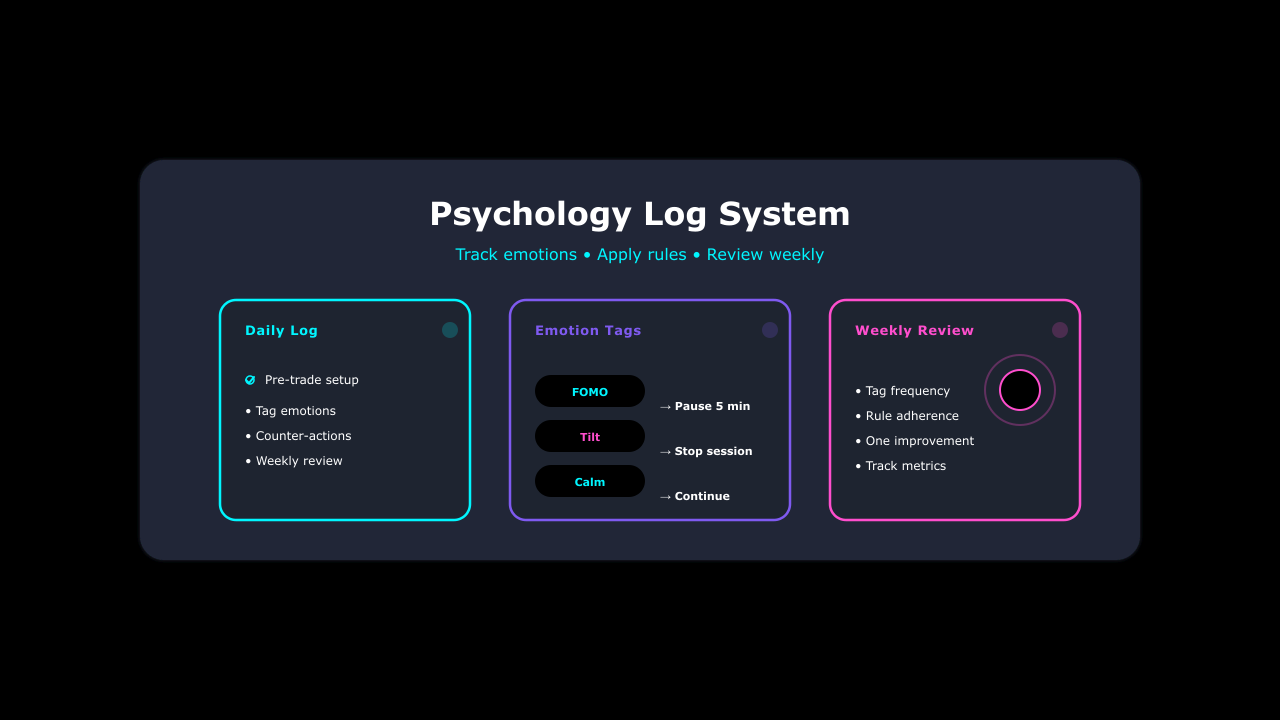 Psychology Log System
Track emotions • Apply rules • Review weekly
Daily Log
Pre-trade setup
• Tag emotions
• Counter-actions
• Weekly review
Emotion Tags
FOMO
→ Pause 5 min
Tilt
→ Stop session
Calm
→ Continue
Weekly Review
• Tag frequency
• Rule adherence
• One improvement
• Track metrics